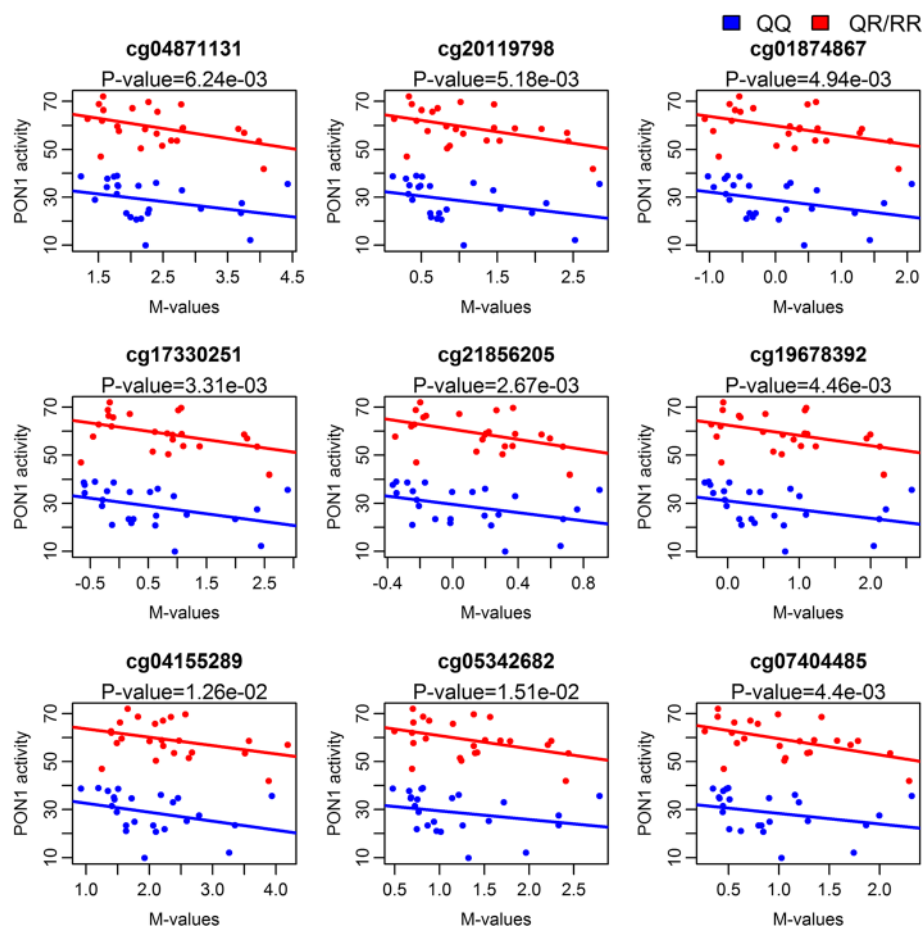 QQ QR/RR
cg04871131
P-value=6.24e-03
PON1 activity
70
50
30
10
1.5 2.5 3.5 4.5
M-values
cg20119798
P-value=5.18e-03
PON1 activity
70
50
30
10
0.5 1.5 2.5
M-values
cg01874867
P-value=4.94e-03
PON1 activity
70
50
30
10
-1.0 0.0 1.0 2.0
M-values
cg17330251
P-value=3.31e-03
PON1 activity
70
50
30
10
-0.5 0.5 1.5 2.5
M-values
cg21856205
P-value=2.67e-03
PON1 activity
70
50
30
10
-0.4 0.0 0.4 0.8
M-values
cg19678392
P-value=4.46e-03
PON1 activity
70
50
30
10
0.0 1.0 2.0
M-values
cg04155289
P-value=1.26e-02
PON1 activity
70
50
30
10
1.0 2.0 3.0 4.0
M-values
cg05342682
P-value=1.51e-02
PON1 activity
70
50
30
10
0.5 1.0 1.5 2.0 2.5
M-values
cg07404485
P-value=4.4e-03
PON1 activity
70
50
30
10
0.5 1.0 1.5 2.0
M-values